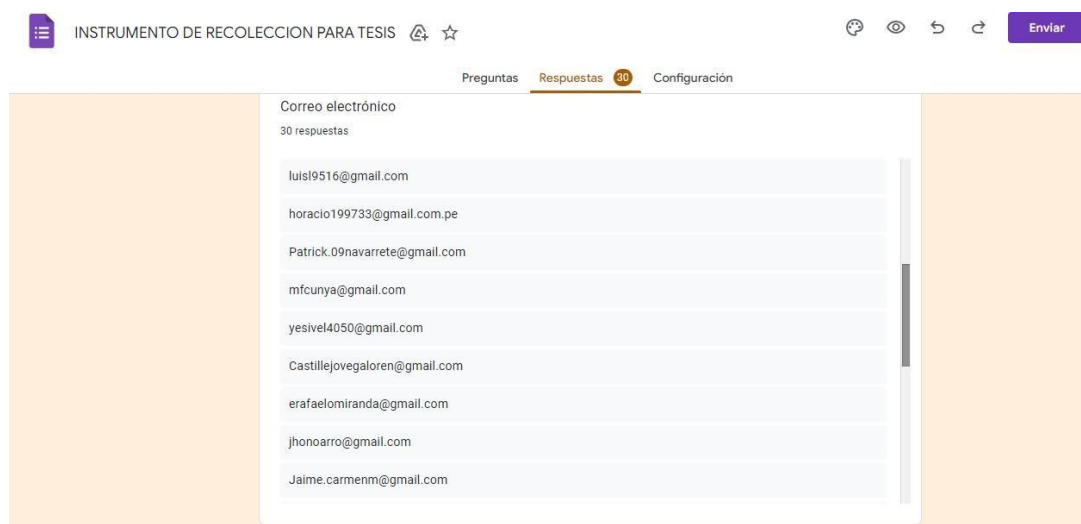 INSTRUMENTO DE RECOLECCION PARA TESIS
Enviar
Preguntas Respuestas 30 Configuración
Correo electrónico
30 respuestas
luisl9516@gmail.com
horacio199733@gmail.com.pe
Patrick.09navarrete@gmail.com
mfcunya@gmail.com
yesivel4050@gmail.com
Castillejovegaloren@gmail.com
erafaelomiranda@gmail.com
jhonoarro@gmail.com
Jaime.carmenm@gmail.com